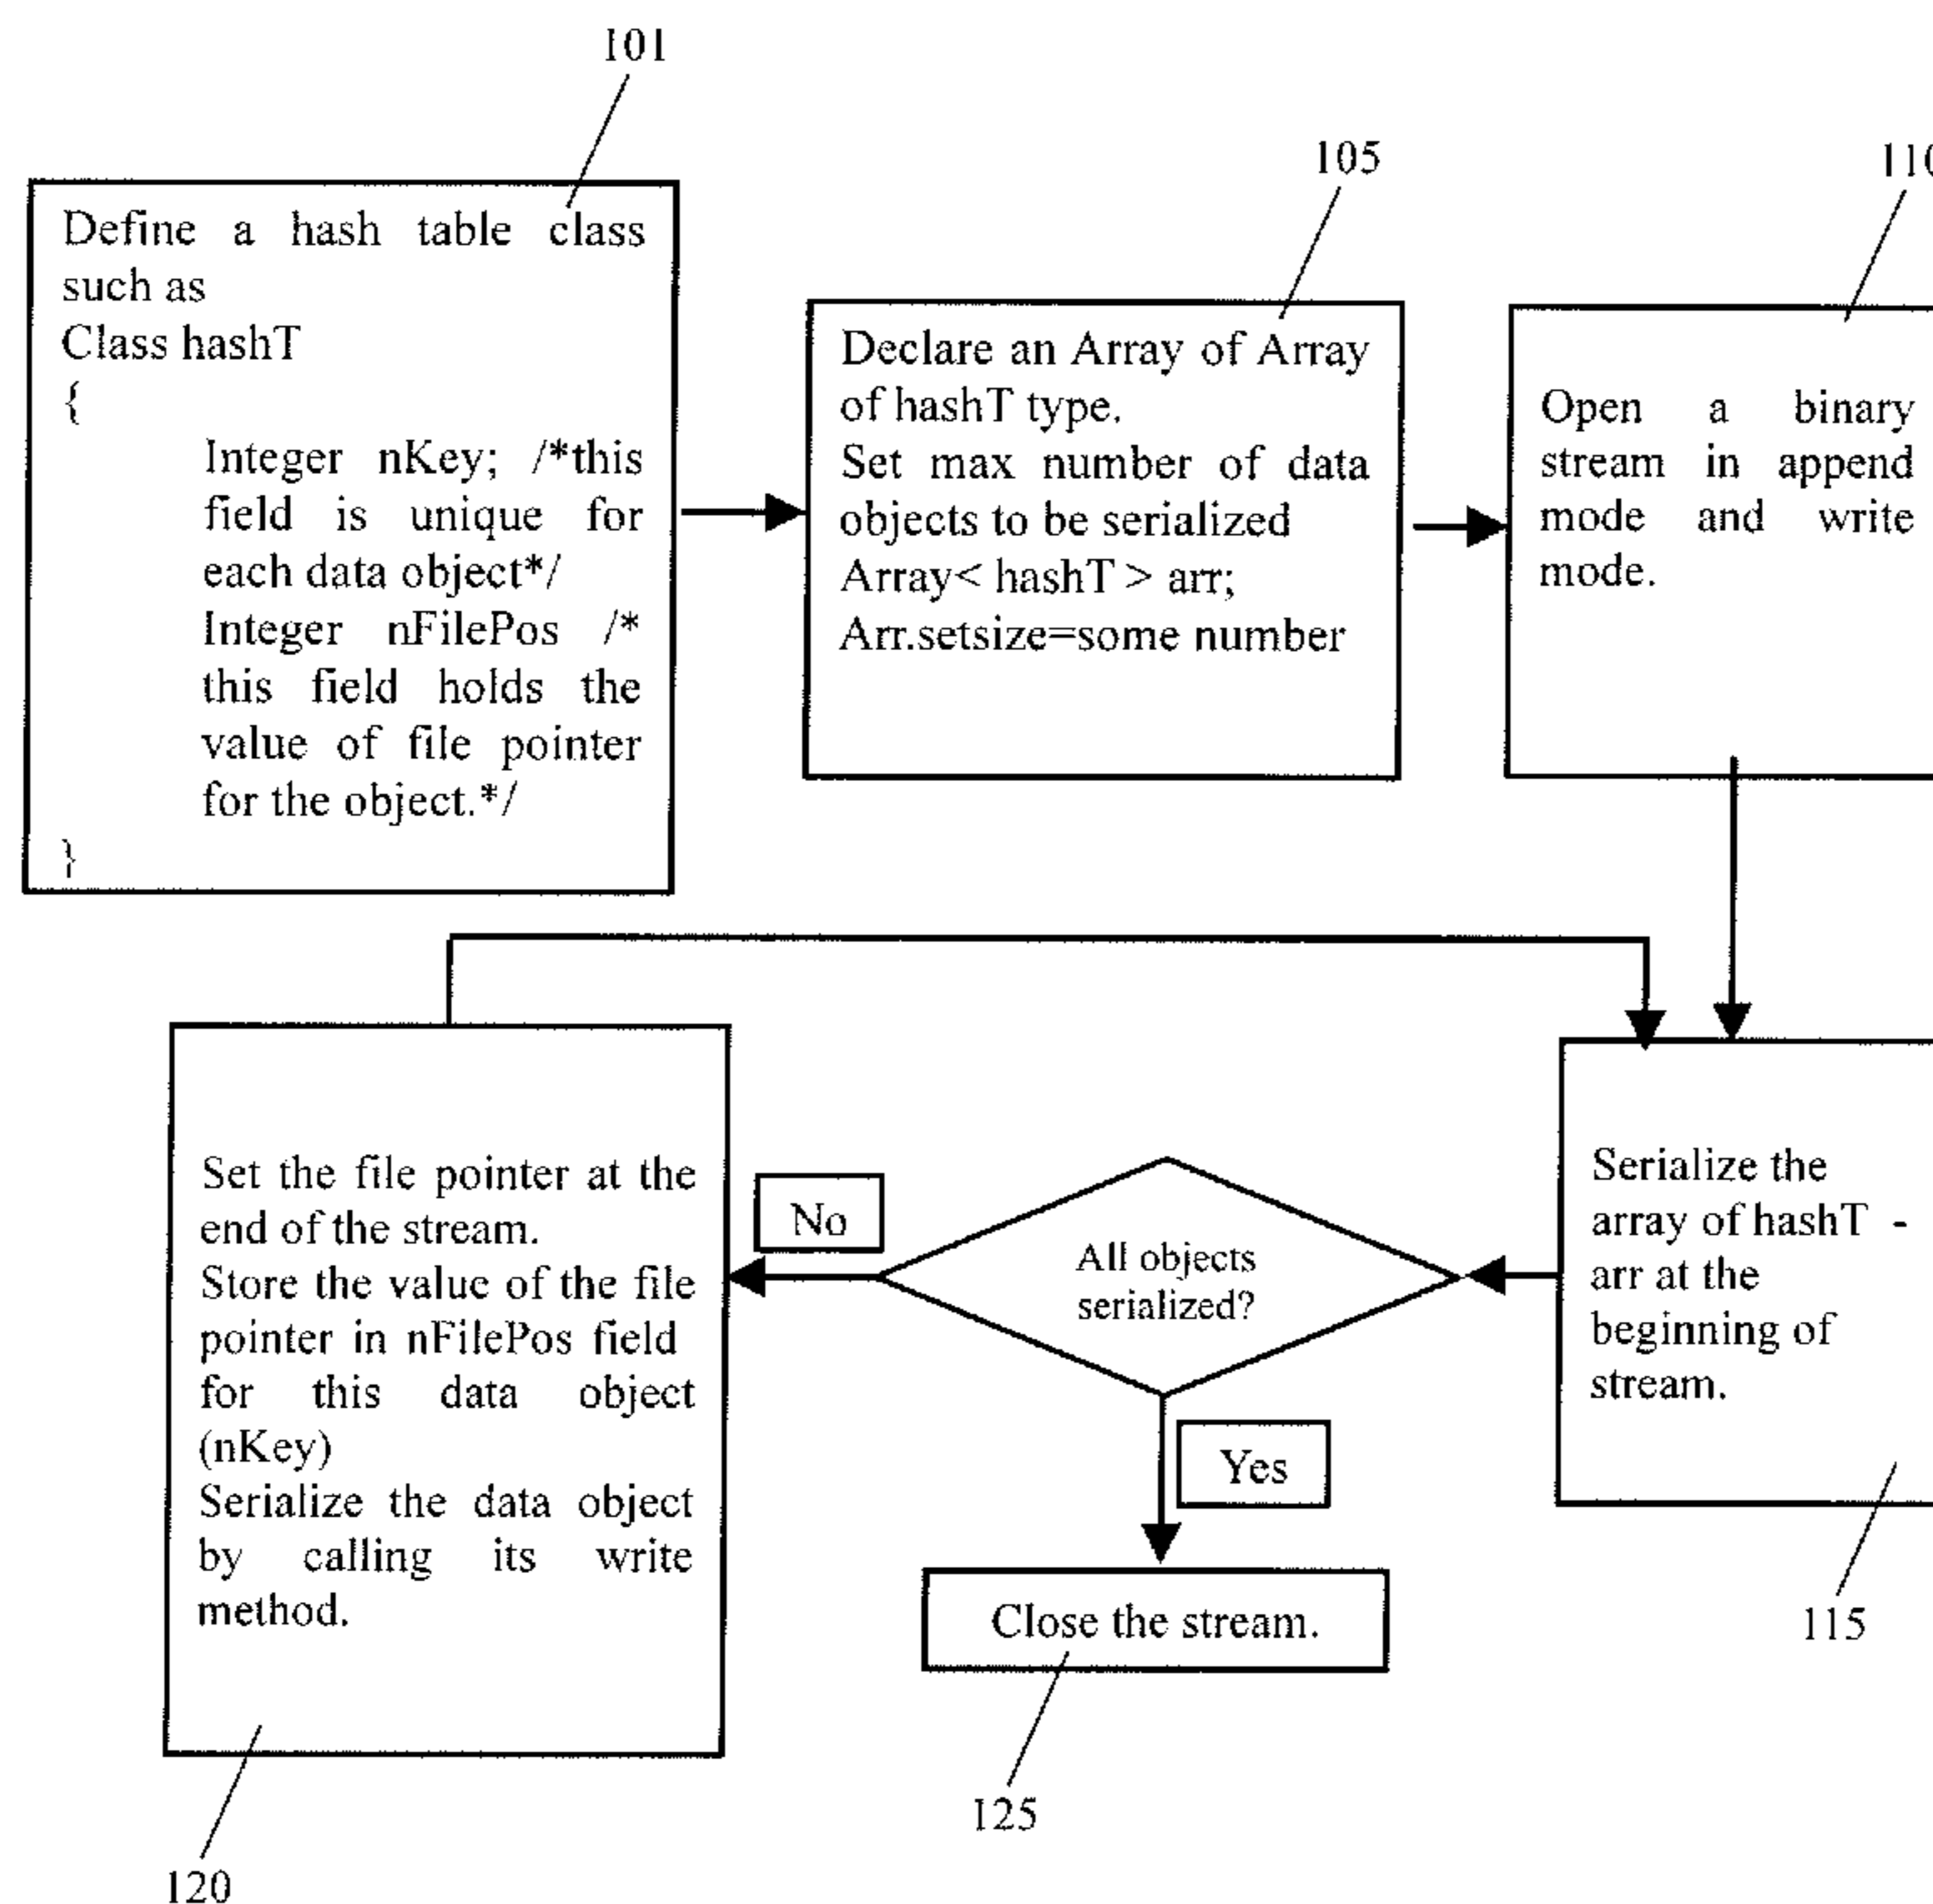 101
Define a hash table class
such as
Class hashT
{
Integer nKey; /*this
field is unique for
each data object*/
Integer nFilePos /*
this field holds the
value of file pointer
for the object.*/
}
105
Declare an Array of Array
of hashT type.
Set max number of data
objects to be serialized
Array< hashT > arr;
Arr.setsize=some number
110
Open a binary
stream in append
mode and write
mode.
Serialize the
array of hashT -
arr at the
beginning of
stream.
115
All objects
serialized?
No
Yes
Set the file pointer at the
end of the stream.
Store the value of the file
pointer in nFilePos field
for this data object
(nKey)
Serialize the data object
by calling its write
method.
120
Close the stream.
125